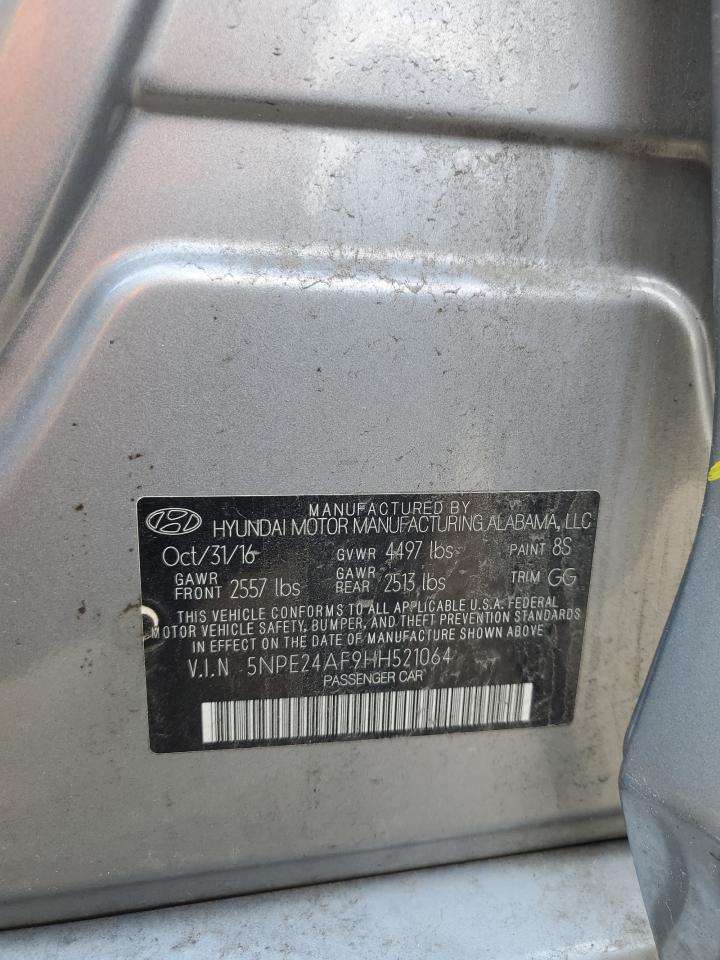 MANUFACTURED BY
HYUNDAI MOTOR MANUFACTURING ALABAMA, LLC
Oct/31/16 GVWR 4497 lbs PAINT 8S
GAWR FRONT 2557 lbs GAWR REAR 2513 lbs TRIM GG
THIS VEHICLE CONFORMS TO ALL APPLICABLE U.S.A. FEDERAL
MOTOR VEHICLE SAFETY, BUMPER, AND THEFT PREVENTION STANDARDS
IN EFFECT ON THE DATE OF MANUFACTURE SHOWN ABOVE
V.I.N 5NPE24AF9HH521064
PASSENGER CAR